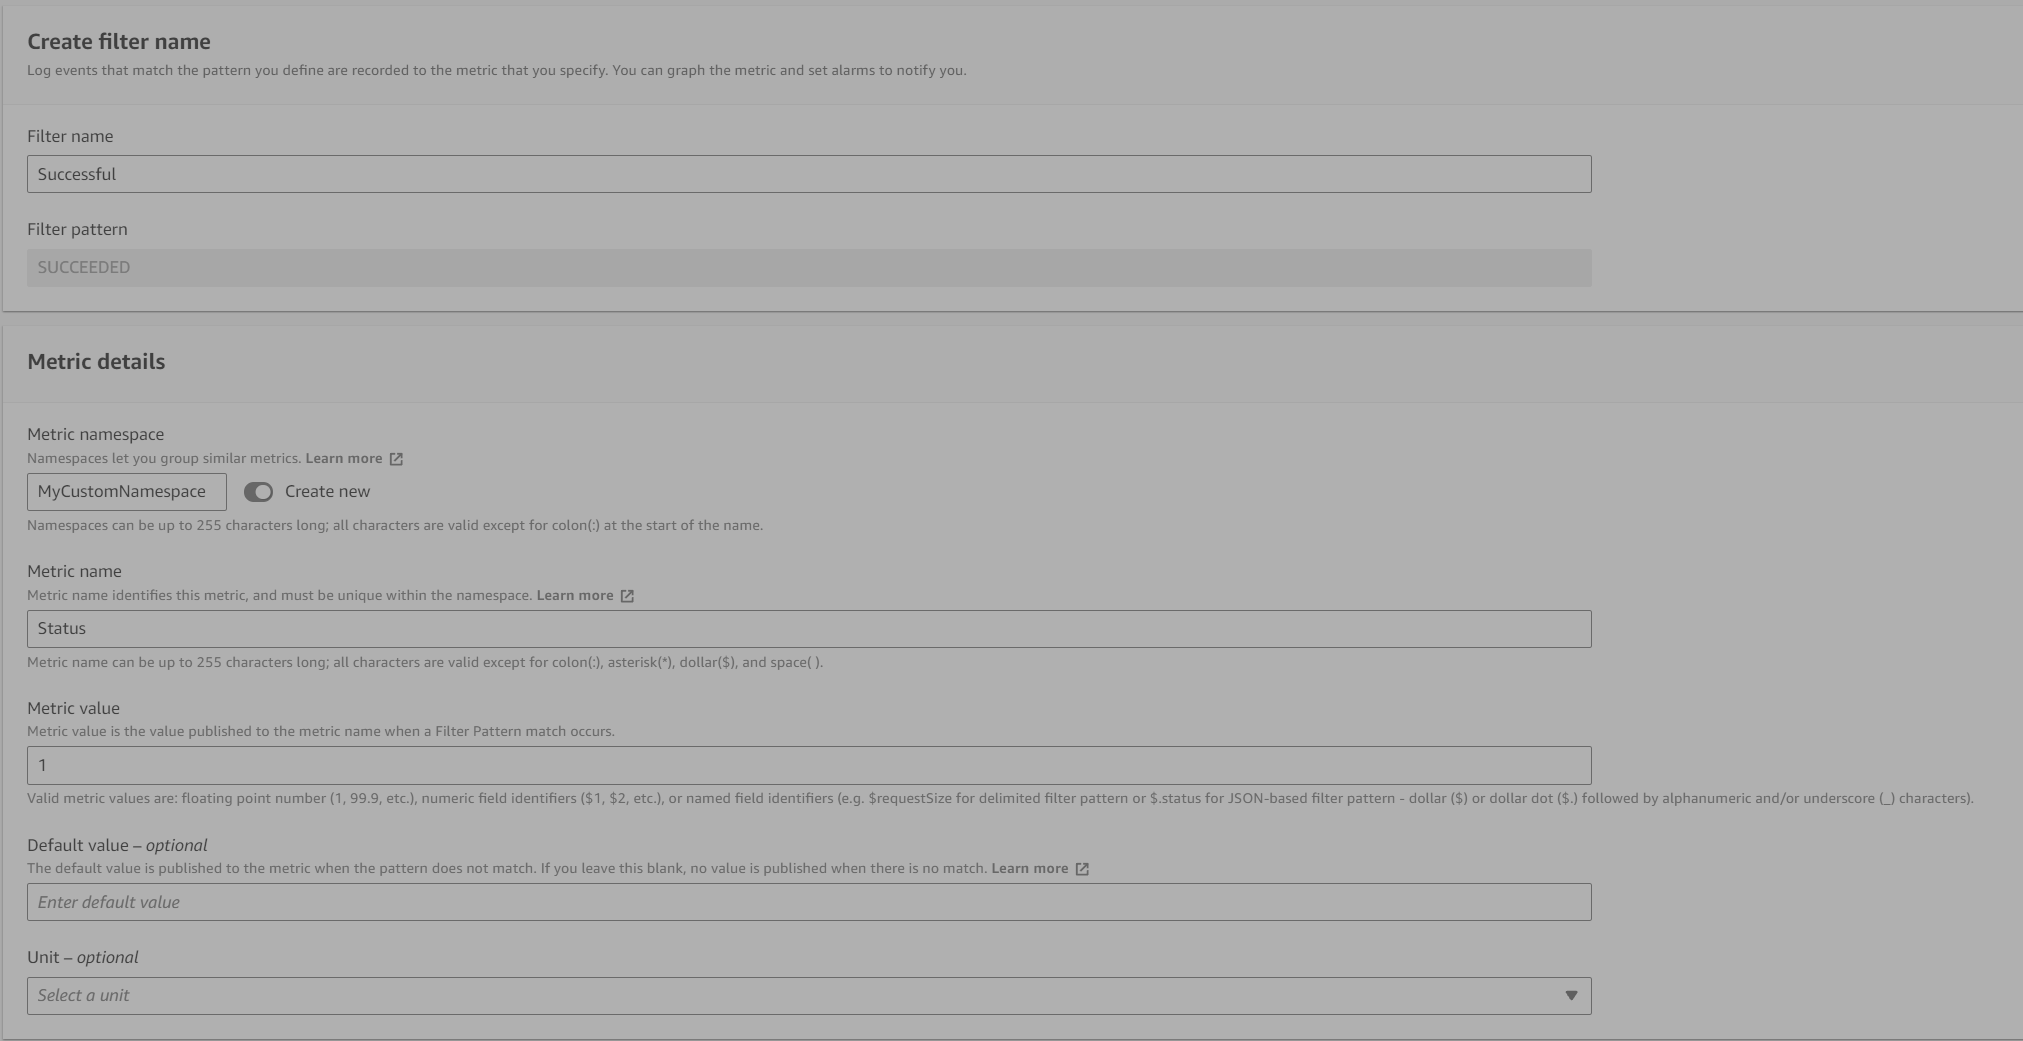 Create filter name
Log events that match the pattern you define are recorded to the metric that you specify. You can graph the metric and set alarms to notify you.
Filter name
Successful
Filter pattern
SUCCEEDED
Metric details
Metric namespace
Namespaces let you group similar metrics. Learn more
MyCustomNamespace Create new
Namespaces can be up to 255 characters long; all characters are valid except for colon(:) at the start of the name.
Metric name
Metric name identifies this metric, and must be unique within the namespace. Learn more
Status
Metric name can be up to 255 characters long; all characters are valid except for colon(:), asterisk(*), dollar($), and space( ).
Metric value
Metric value is the value published to the metric name when a Filter Pattern match occurs.
1
Valid metric values are: floating point number (1, 99.9, etc.), numeric field identifiers ($1, $2, etc.), or named field identifiers (e.g. $requestSize for delimited filter pattern or $.status for JSON-based filter pattern - dollar ($) or dollar dot ($.) followed by alphanumeric and/or underscore (_) characters).
Default value – optional
The default value is published to the metric when the pattern does not match. If you leave this blank, no value is published when there is no match. Learn more
Enter default value
Unit – optional
Select a unit